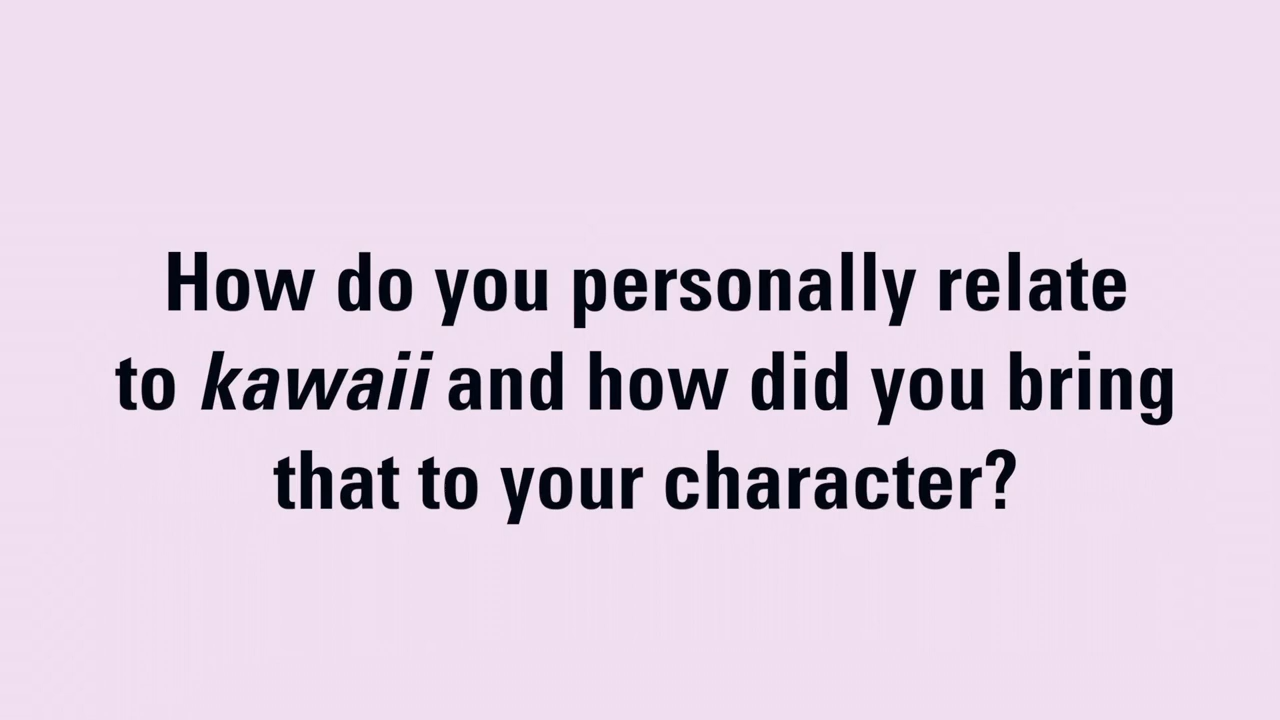 How do you personally relate
to kawaii and how did you bring
that to your character?